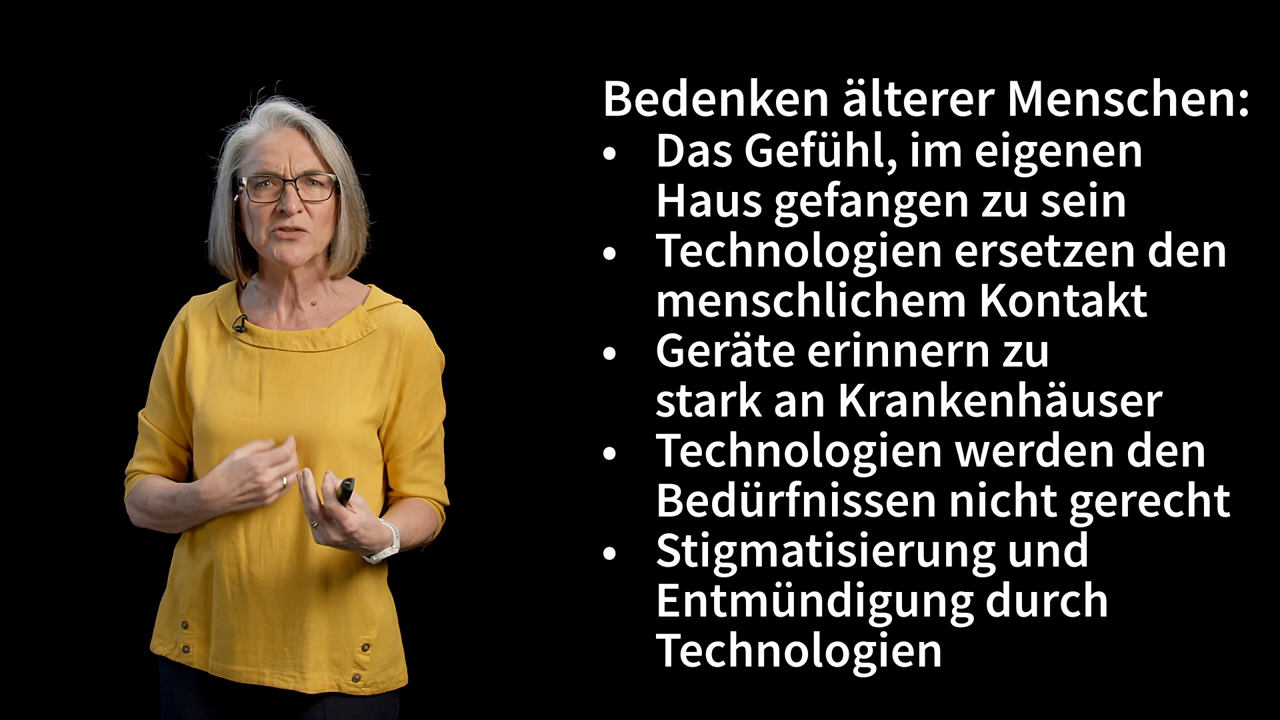 Bedenken älterer Menschen:
• Das Gefühl, im eigenen
Haus gefangen zu sein
• Technologien ersetzen den
menschlichem Kontakt
• Geräte erinnern zu
stark an Krankenhäuser
• Technologien werden den
Bedürfnissen nicht gerecht
• Stigmatisierung und
Entmündigung durch
Technologien